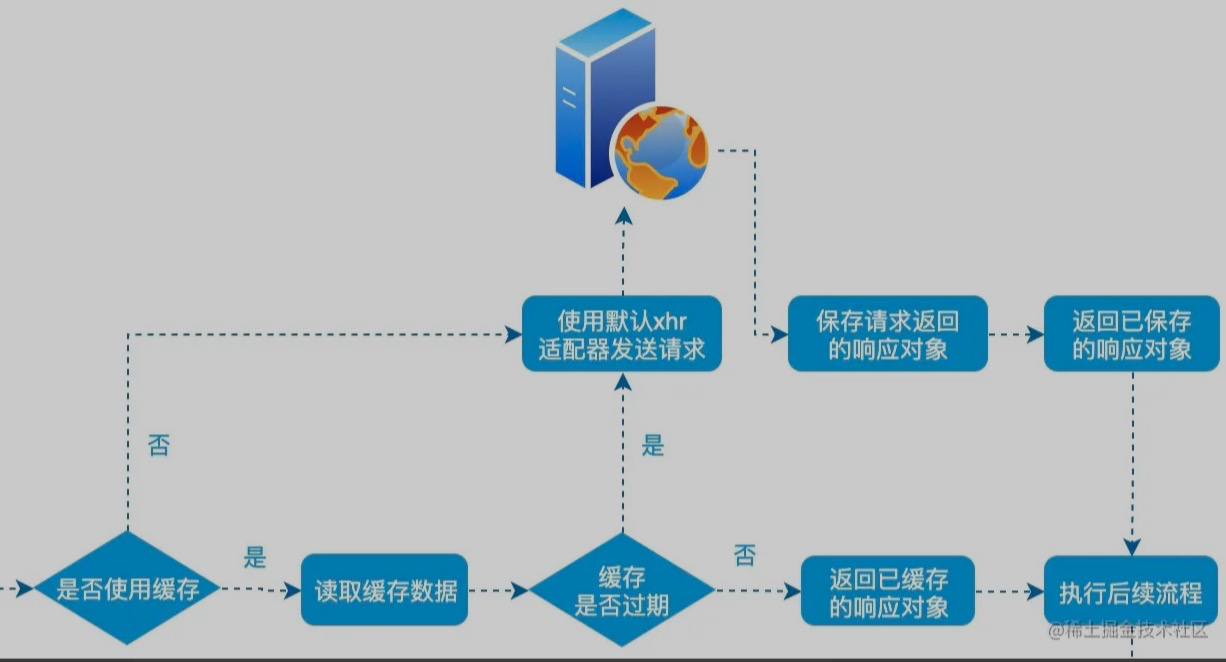 使用默认xhr
适配器发送请求
保存请求返回
的响应对象
返回已保存
的响应对象
否
是
是否使用缓存
是
读取缓存数据
缓存
是否过期
否
返回已缓存
的响应对象
执行后续流程
@稀土掘金技术社区